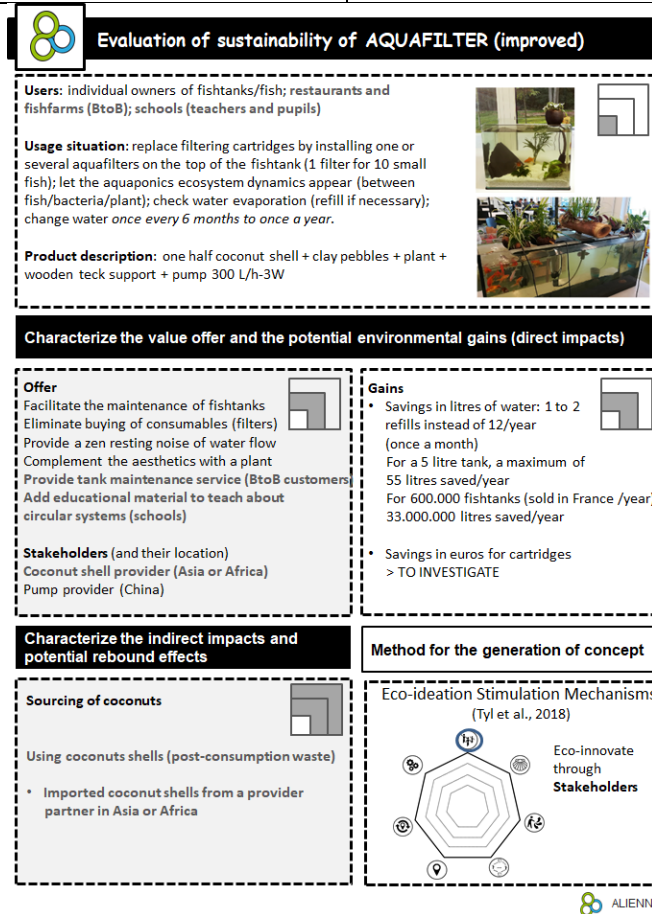 Evaluation of sustainability of AQUAFILTER (improved)
Users: individual owners of fishtanks/fish; restaurants and
fishfarms (BtoB); schools (teachers and pupils)
Usage situation: replace filtering cartridges by installing one or
several aquafilters on the top of the fishtank (1 filter for 10 small
fish); let the aquaponics ecosystem dynamics appear (between
fish/bacteria/plant); check water evaporation (refill if necessary);
change water once every 6 months to once a year.
Product description: one half coconut shell + clay pebbles + plant +
wooden teck support + pump 300 L/h-3W
Characterize the value offer and the potential environmental gains (direct impacts)
Offer
Facilitate the maintenance of fishtanks
Eliminate buying of consumables (filters)
Provide a zen resting noise of water flow
Complement the aesthetics with a plant
Provide tank maintenance service (BtoB customers)
Add educational material to teach about
circular systems (schools)
Stakeholders (and their location)
Coconut shell provider (Asia or Africa)
Pump provider (China)
Gains
• Savings in litres of water: 1 to 2
refills instead of 12/year
(once a month)
For a 5 litre tank, a maximum of
55 litres saved/year
For 600.000 fishtanks (sold in France /year)
33.000.000 litres saved/year
• Savings in euros for cartridges
> TO INVESTIGATE
Characterize the indirect impacts and
potential rebound effects
Sourcing of coconuts
Using coconuts shells (post-consumption waste)
• Imported coconut shells from a provider
partner in Asia or Africa
Method for the generation of concept
Eco-ideation Stimulation Mechanisms
(Tyl et al., 2018)
Eco-innovate
through
Stakeholders
ALIENN